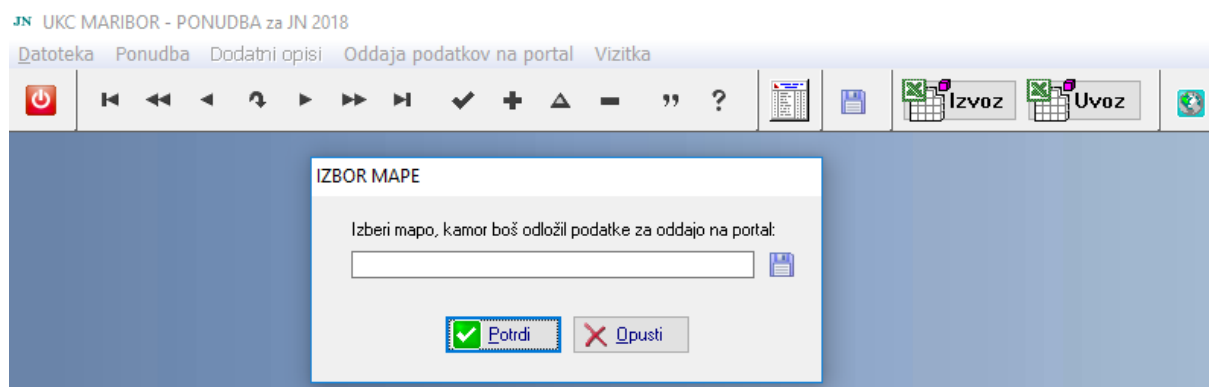 JN UKC MARIBOR - PONUDBA za JN 2018
Datoteka Ponudba Dodatni opisi Oddaja podatkov na portal Vizitka
” ? Izvoz Uvoz
IZBOR MAPE
Izberi mapo, kamor boš odložil podatke za oddajo na portal:
Potrdi Opusti